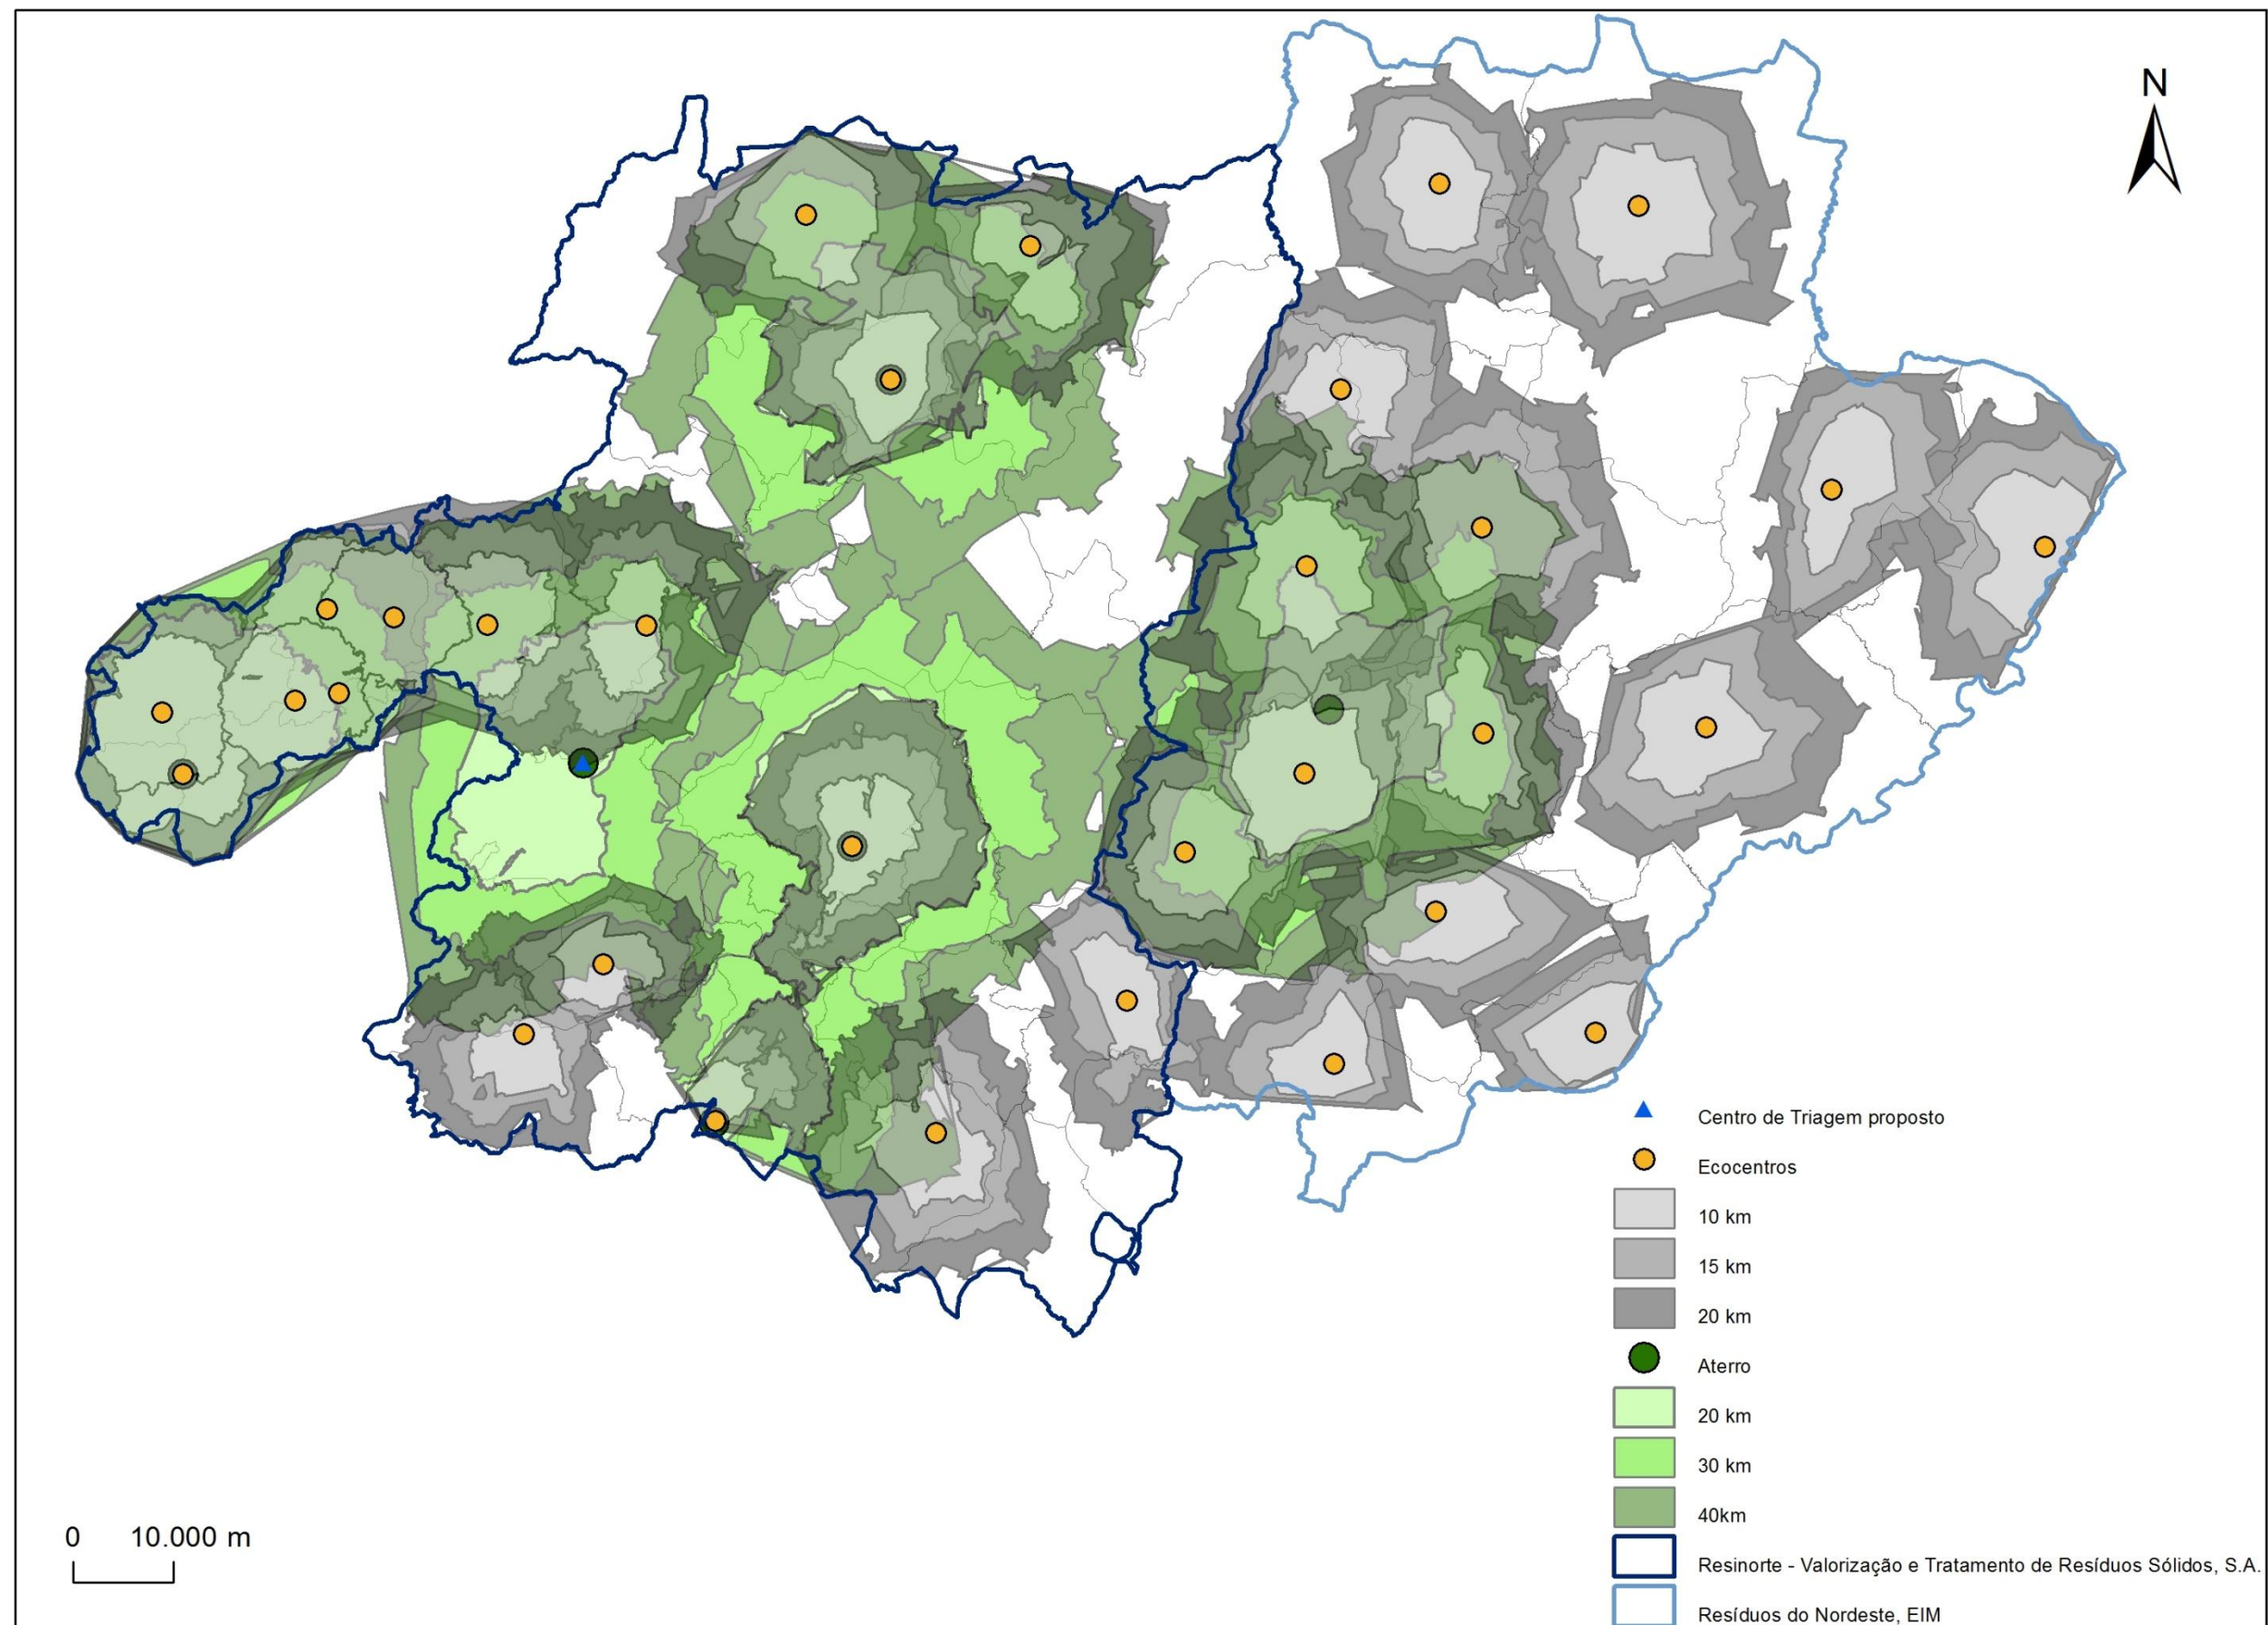 N
Centro de Triagem proposto
Ecocentros
10 km
15 km
20 km
Aterro
20 km
30 km
40km
Resinorte - Valorização e Tratamento de Resíduos Sólidos, S.A.
Resíduos do Nordeste, EIM
0 10.000 m